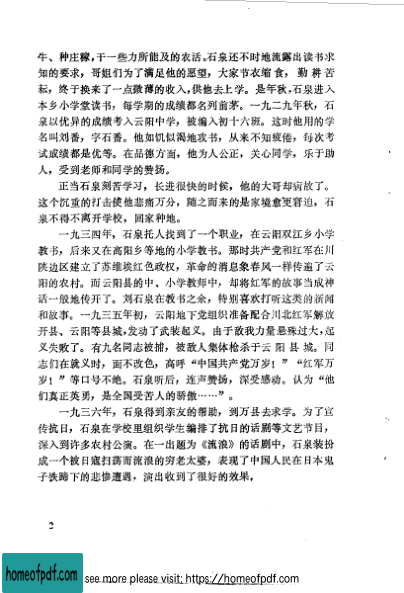 牛、种庄稼,干一些力所能及的农活。石泉还不时地流露出读书求
知的要求，哥姐们为了满足他的愿望，大家节衣缩食，勤耕苦
耘，终于换来了一点微薄的收入，供他去上学。是年秋，石泉进入
本乡小学堂读书，每学期的成绩都名列前茅。一九二九年秋，石
泉以优异的成绩考入云阳中学，被编入初十六班。这时他用的学
名叫刘番，字石番。他如饥似渴地攻书，从来不知疲倦，每次考
试成绩都是优等。在品德方面，他为人公正，关心同学，乐于助
人，受到老师和同学的赞扬。
正当石泉刻苦学习，长进很快的时候，他的大哥却病故了。
这个沉重的打击使他悲痛万分，随之而来的是家境愈更窘迫，石
泉不得不离开学校，回家种地。
一九三四年，石泉托人找到了一个职业，在云阳双江乡小学
教书，后来又在高阳乡等地的小学教书。那时共产党和红军在川
陕边区建立了苏维埃红色政权，革命的消息象春风一样传遍了云
阳的农村。而云阳县的中、小学教师中，却将红军的故事当成神
话一般地传开了。刘石泉在教书之余，特别喜欢打听这类的新闻
和故事。一九三五年初，云阳地下党组织准备配合川北红军解放
开县、云阳等县城，发动了武装起义。由于敌我力量悬殊过大，起
义失败了。有九名同志被捕，被敌人集体枪杀于云阳县城。同
志们在就义时，面不改色，高呼“中国共产党万岁！”“红军万
岁！”等口号不绝。石泉听后，连声赞扬，深受感动。认为“他
们真正英勇，是全国受苦人的骄傲……”。
一九三六年，石泉得到亲友的帮助，到万县去求学。为了宣
传抗日，石泉在学校里组织学生编排了抗日的话剧等文艺节目，
深入到许多农村公演。在一出题为《流浪》的话剧中，石泉装扮
成一个被日寇扫荡而流浪的穷老太婆，表现了中国人民在日本鬼
子铁蹄下的悲惨遭遇，演出收到了很好的效果，
2
homeofpdf.com
see more please visit: https://homeofpdf.com